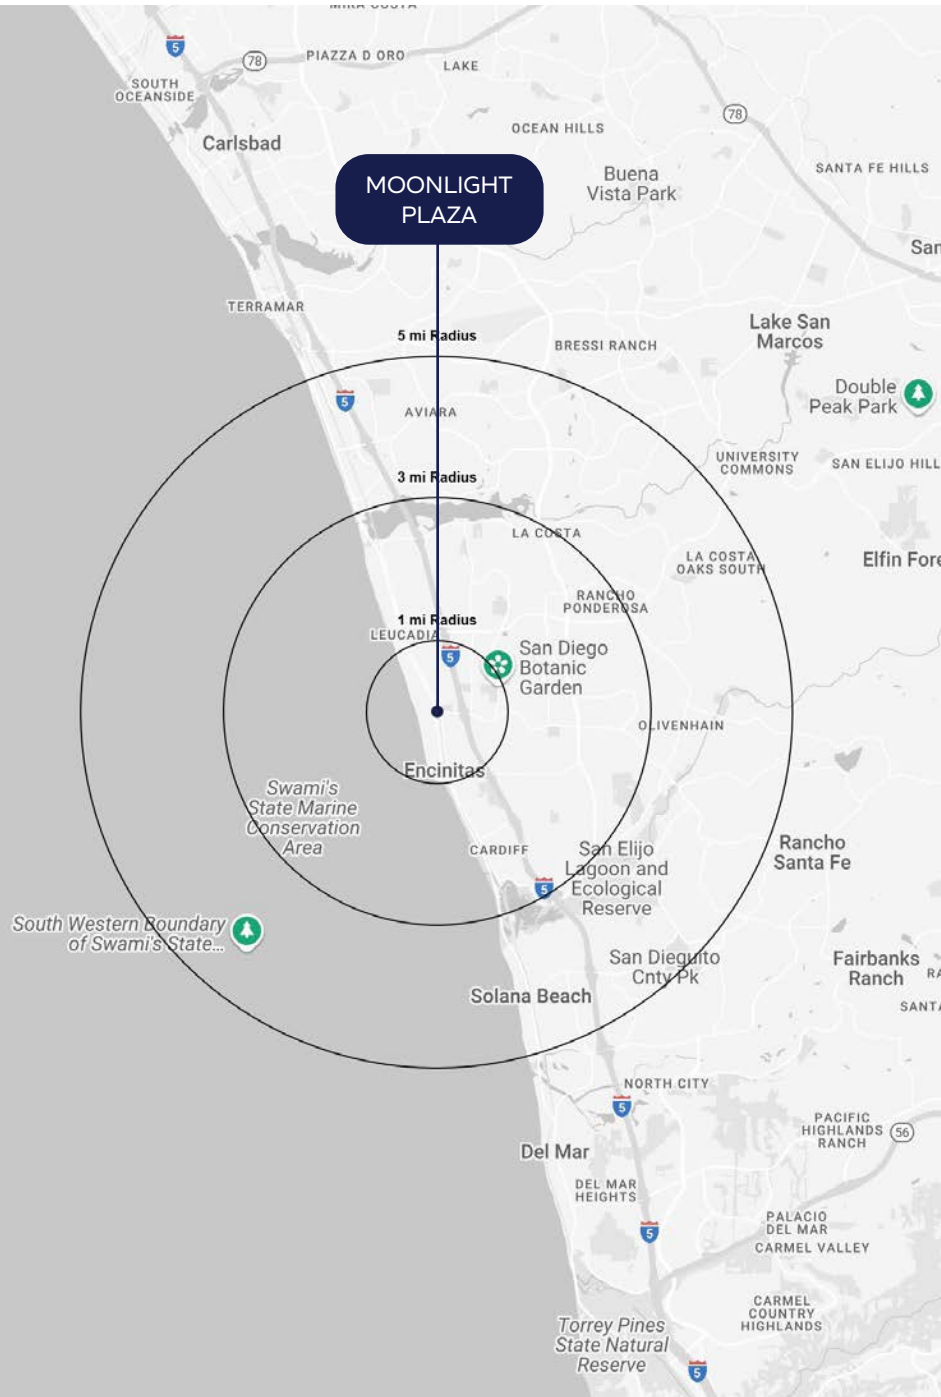 MIRA COSTA
5
78
PIAZZA D ORO
LAKE
SOUTH
OCEANSIDE
78
OCEAN HILLS
Carlsbad
SANTA FE HILLS
Buena
Vista Park
MOONLIGHT
PLAZA
San
TERRAMAR
Lake San
Marcos
5 mi Radius
BRESSI RANCH
Double
Peak Park
5
AVIARA
UNIVERSITY
COMMONS
SAN ELIJO HILL
3 mi Radius
LA COSTA
LA COSTA
OAKS SOUTH
Elfin Fore
RANCHO
PONDEROSA
1 mi Radius
LEUCADIA
5
San Diego
Botanic
Garden
OLIVENHAIN
Encinitas
Swami's
State Marine
Conservation
Area
CARDIFF
San Elijo
Lagoon and
Ecological
Reserve
5
Rancho
Santa Fe
South Western Boundary
of Swami's State...
San Dieguito
Cnty Pk
Fairbanks
Ranch
RA
Solana Beach
SANTA
NORTH CITY
5
PACIFIC
HIGHLANDS
RANCH
56
Del Mar
DEL MAR
HEIGHTS
PALACIO
DEL MAR
5
CARMEL VALLEY
CARMEL
COUNTRY
HIGHLANDS
Torrey Pines
State Natural
Reserve
5